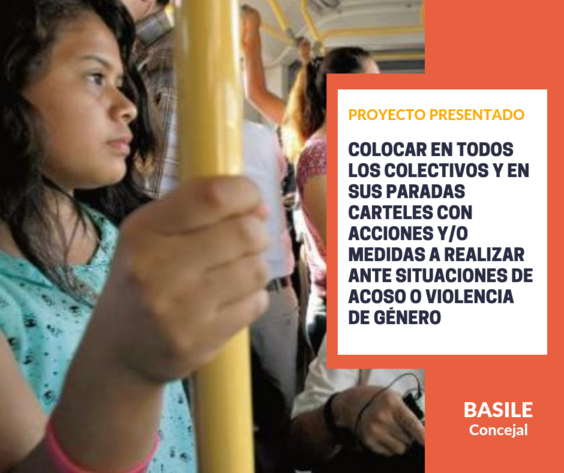 PROYECTO PRESENTADO
COLOCAR EN TODOS
LOS COLECTIVOS Y EN
SUS PARADAS
CARTELES CON
ACCIONES Y/O
MEDIDAS A REALIZAR
ANTE SITUACIONES DE
ACOSO O VIOLENCIA
DE GÉNERO
BASILE
Concejal